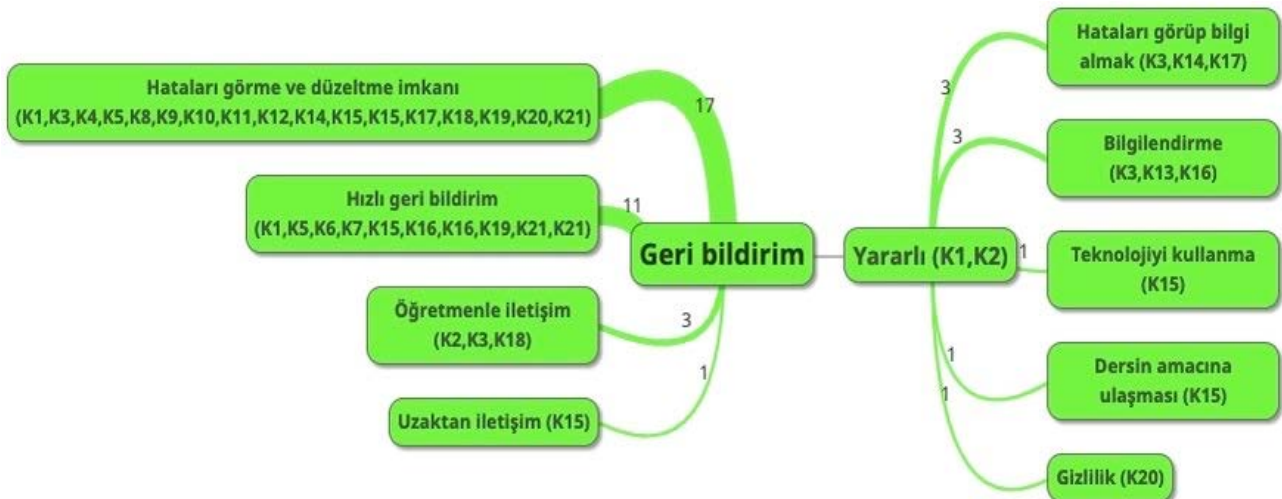 Hataları görme ve düzeltme imkanı
(K1,K3,K4,K5,K8,K9,K10,K11,K12,K14,K15,K15,K17,K18,K19,K20,K21)
17
Hızlı geri bildirim
(K1,K5,K6,K7,K15,K16,K16,K19,K21,K21)
11
Öğretmenle iletişim
(K2,K3,K18)
3
Uzaktan iletişim (K15)
1
Geri bildirim
Yararlı (K1,K2)
3
Hataları görüp bilgi
almak (K3,K14,K17)
3
Bilgilendirme
(K3,K13,K16)
1
Teknolojiyi kullanma
(K15)
1
Dersin amacına
ulaşması (K15)
1
Gizlilik (K20)